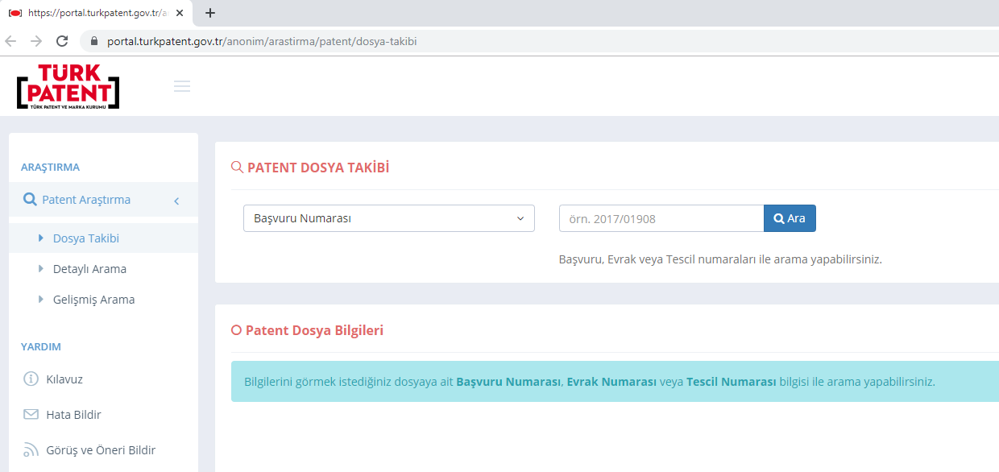 https://portal.turkpatent.gov.tr/a
portal.turkpatent.gov.tr/anonim/arastirma/patent/dosya-takibi
TÜRK
PATENT
TÜRK PATENT VE MARKA KURUMU
ARAŞTIRMA
Patent Araştırma
Dosya Takibi
Detaylı Arama
Gelişmiş Arama
YARDIM
Kılavuz
Hata Bildir
Görüş ve Öneri Bildir
PATENT DOSYA TAKİBİ
Başvuru Numarası
örn. 2017/01908
Ara
Başvuru, Evrak veya Tescil numaraları ile arama yapabilirsiniz.
Patent Dosya Bilgileri
Bilgilerini görmek istediğiniz dosyaya ait Başvuru Numarası, Evrak Numarası veya Tescil Numarası bilgisi ile arama yapabilirsiniz.